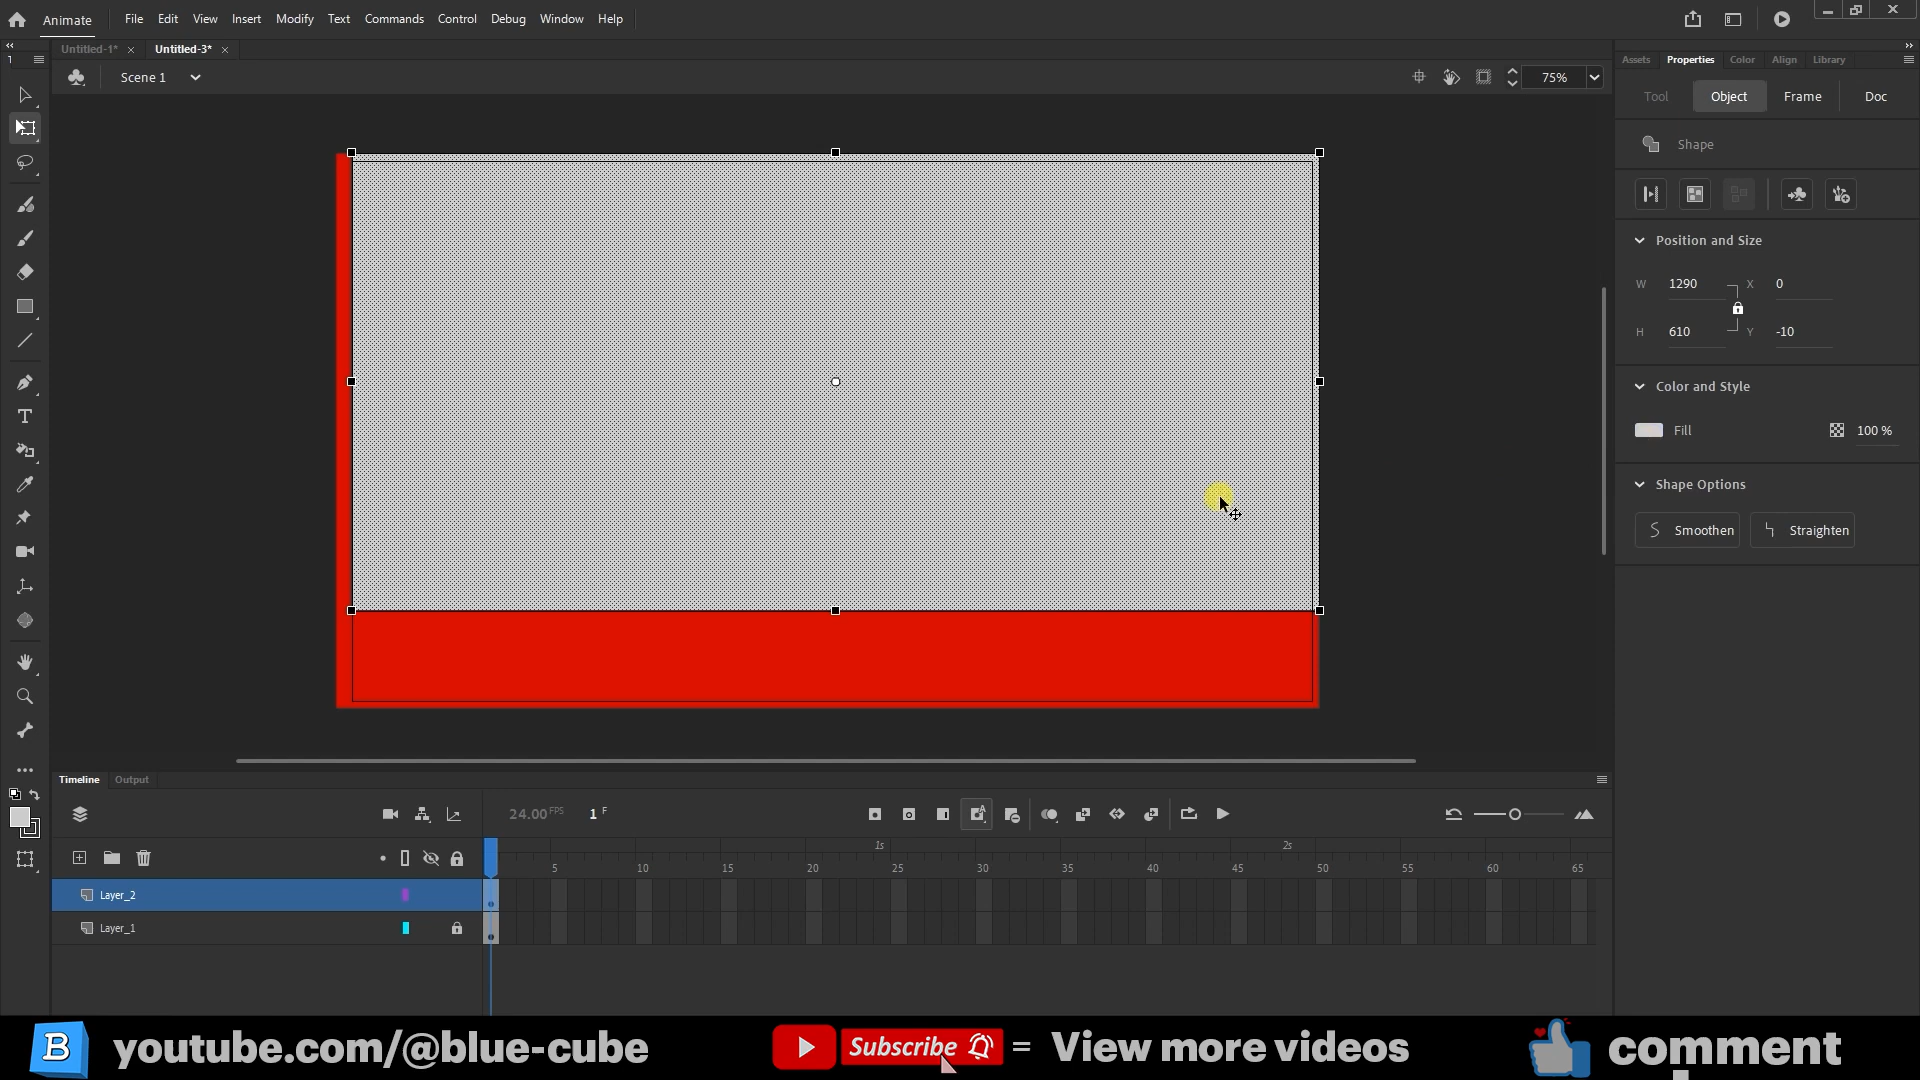 Animate File Edit View Insert Modify Text Commands Control Debug Window Help
Untitled-1* × Untitled-3* ×
Scene 1
75%
Assets Properties Color Align Library
Tool Object Frame Doc
Shape
Position and Size
W 1290 X 0
H 610 Y -10
Color and Style
Fill 100 %
Shape Options
Smoothen Straighten
Timeline Output
24.00 FPS 1 F
1s 2s
5 10 15 20 25 30 35 40 45 50 55 60 65
Layer_2
Layer_1
B youtube.com/@blue-cube Subscribe = View more videos comment